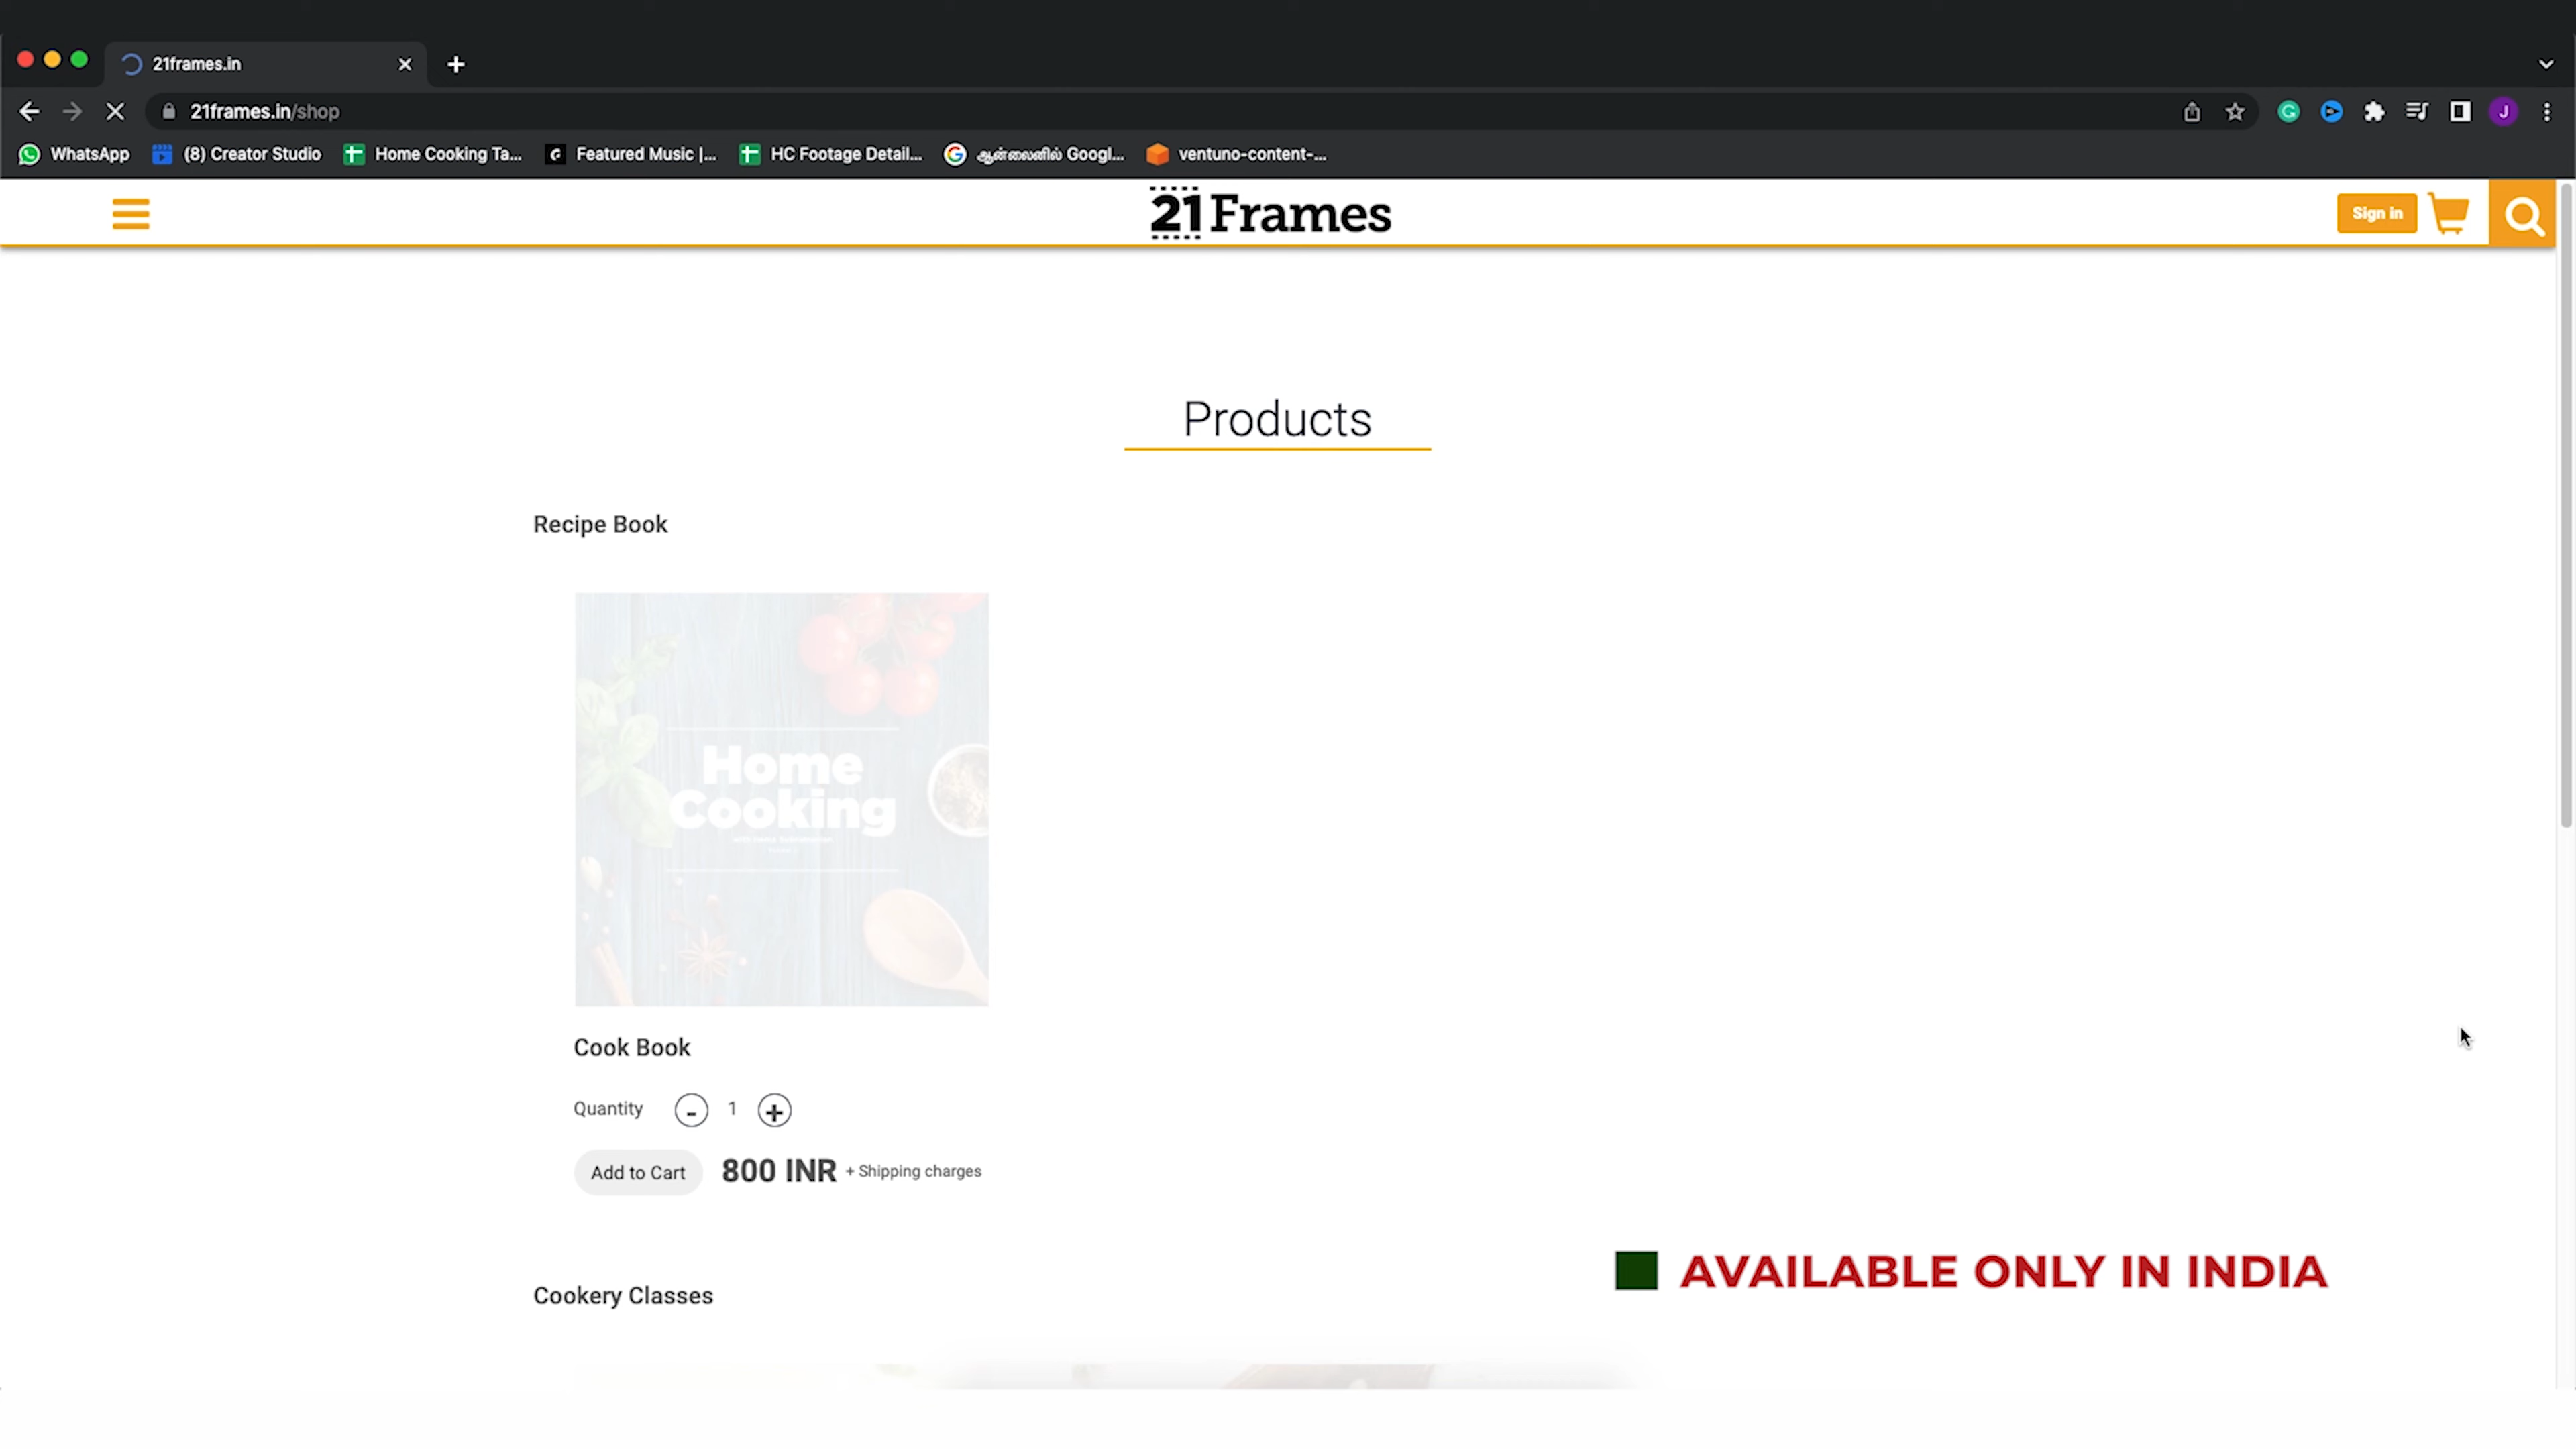 21frames.in
21frames.in/shop
J
WhatsApp
(8) Creator Studio
Home Cooking Ta...
Featured Music |...
HC Footage Detail...
ஆன்லைனில் Googl...
ventuno-content-...
21 Frames
Sign in
Products
Recipe Book
Home
Cooking
Cook Book
Quantity - 1 +
Add to Cart 800 INR + Shipping charges
AVAILABLE ONLY IN INDIA
Cookery Classes